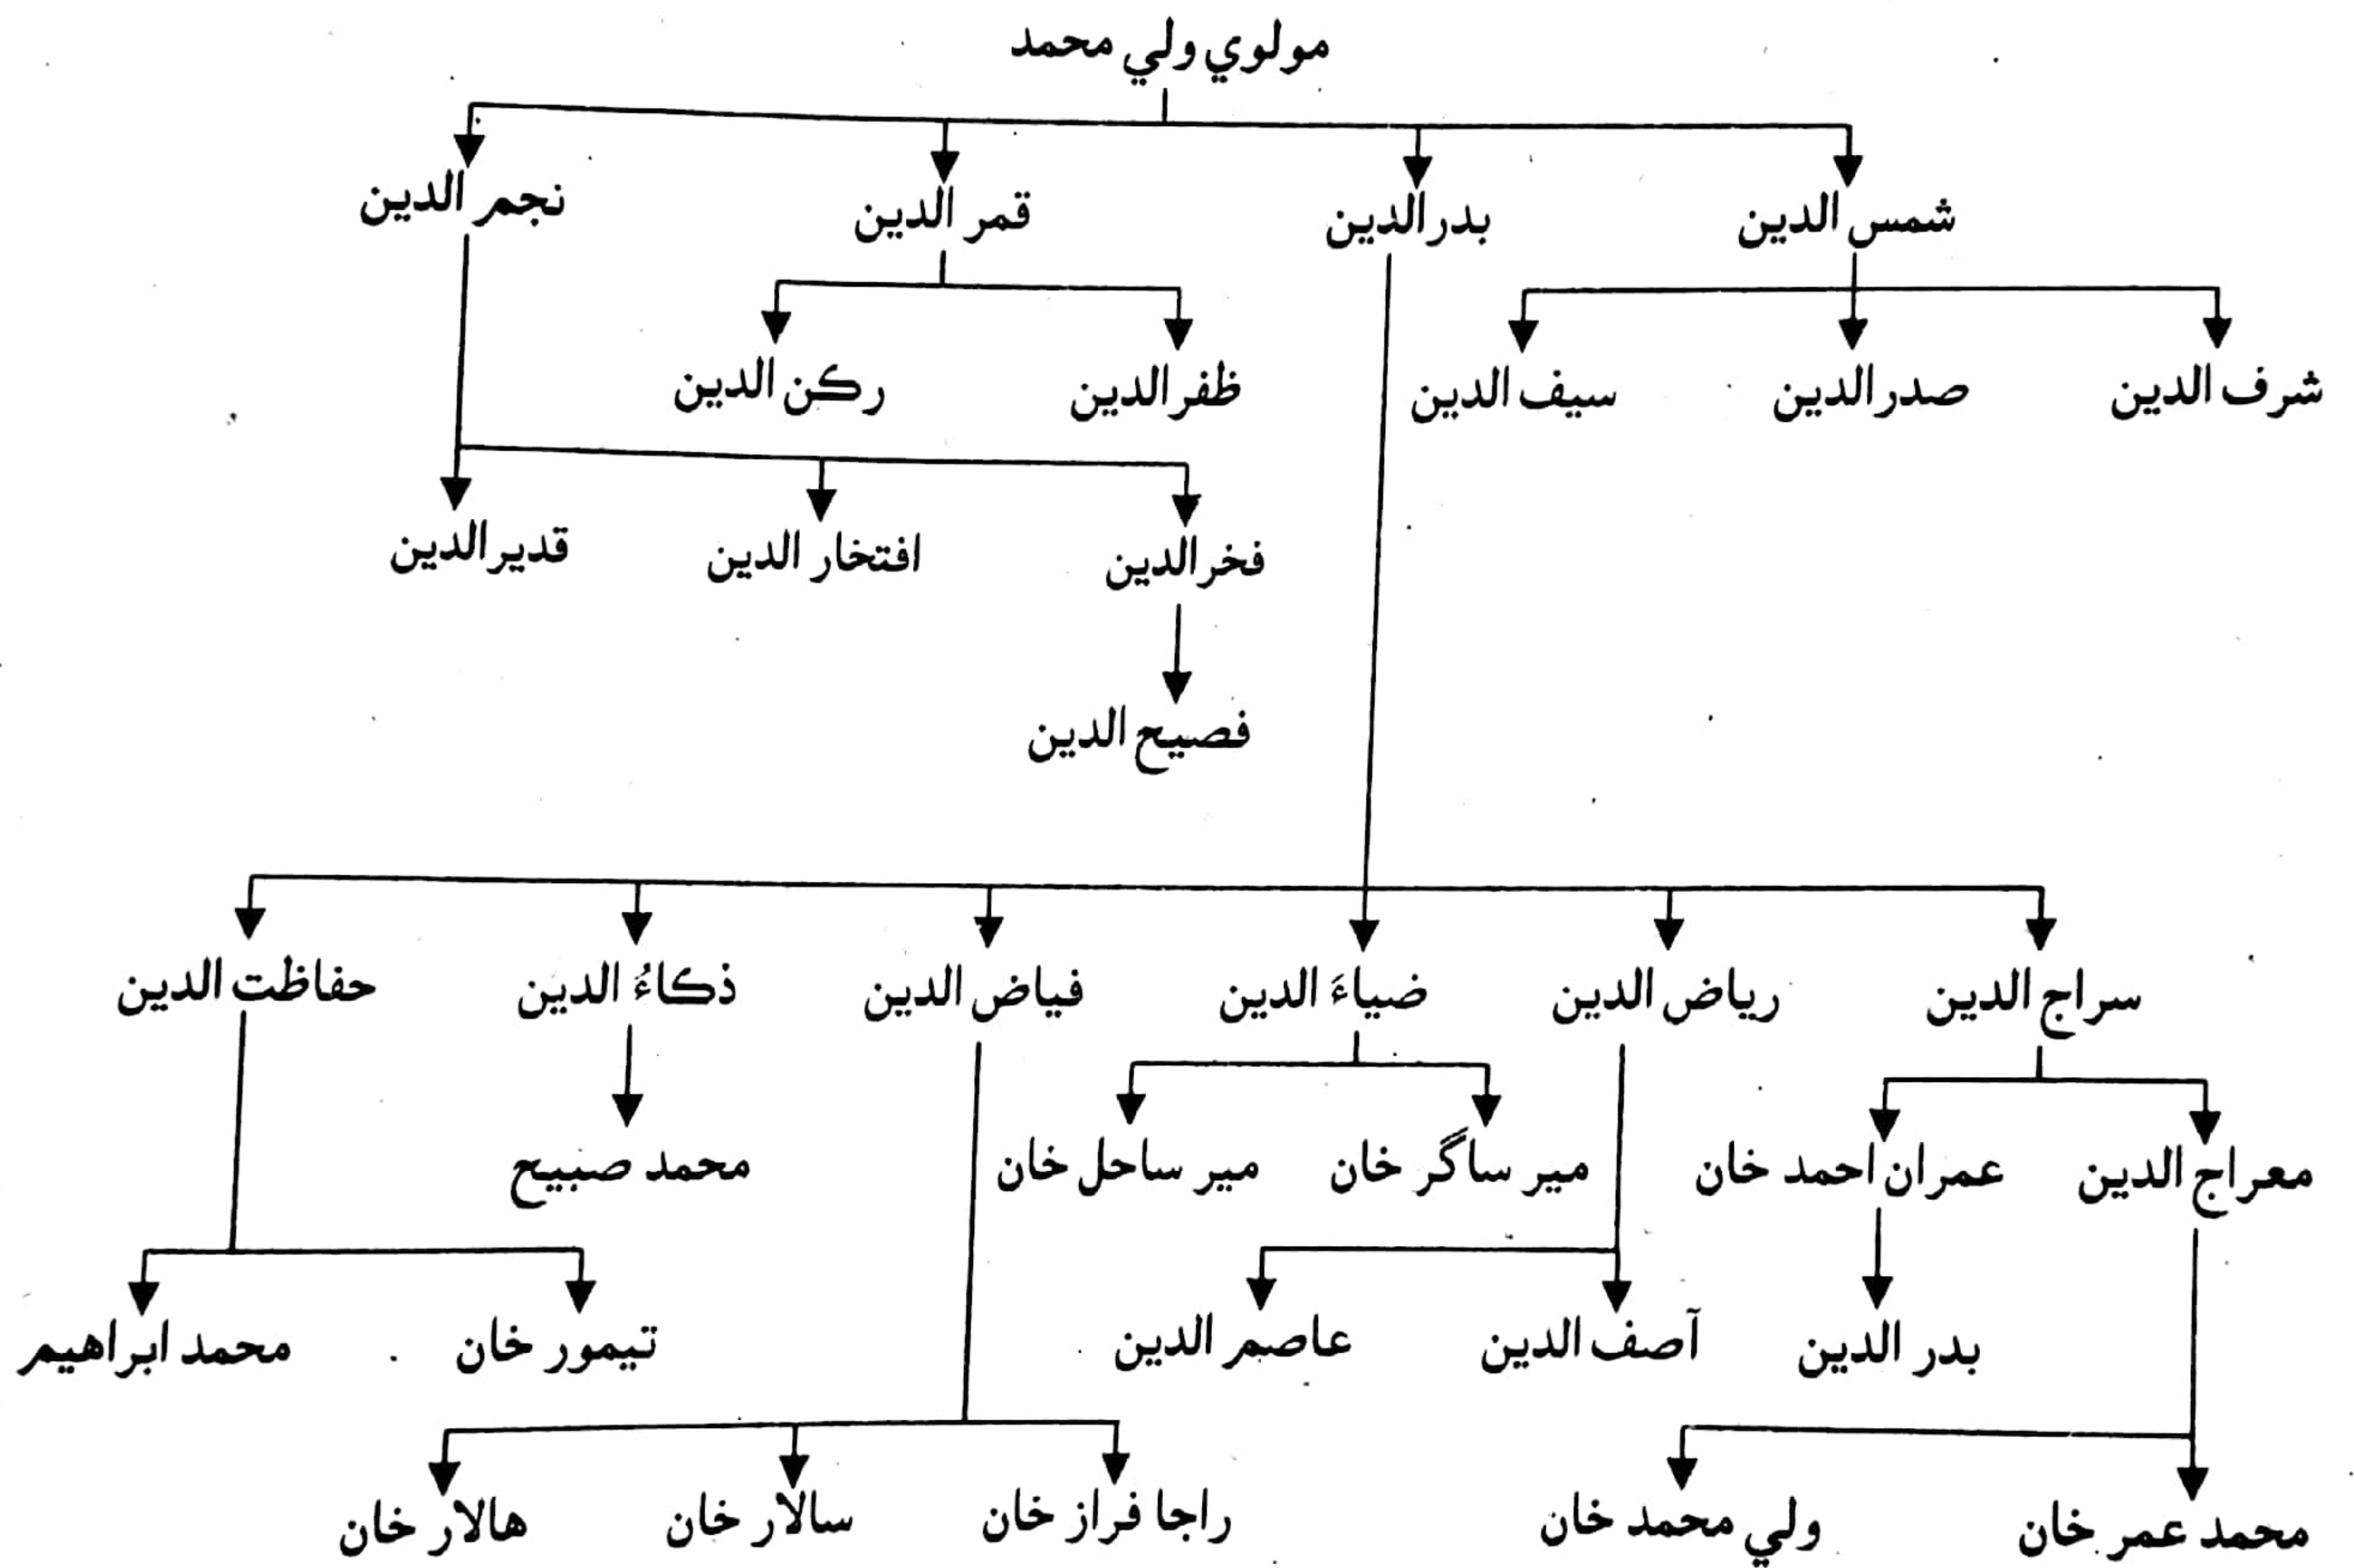 مولوي ولي محمد
شمس الدين بدرالدين قمر الدين نجم الدين
شرف الدين صدرالدين سيف الدين ظفرالدين ركن الدين
فخرالدين افتخار الدين قديرالدين
فصيح الدين
سراج الدين رياض الدين ضياءَ الدين فياض الدين ذكاءُ الدين حفاظت الدين
معراج الدين عمران احمد خان مير ساگر خان مير ساحل خان محمد صبيح
بدر الدين آصف الدين عاصم الدين تيمور خان محمد ابراهيم
محمد عمر خان ولي محمد خان راجا فراز خان سالار خان هالار خان